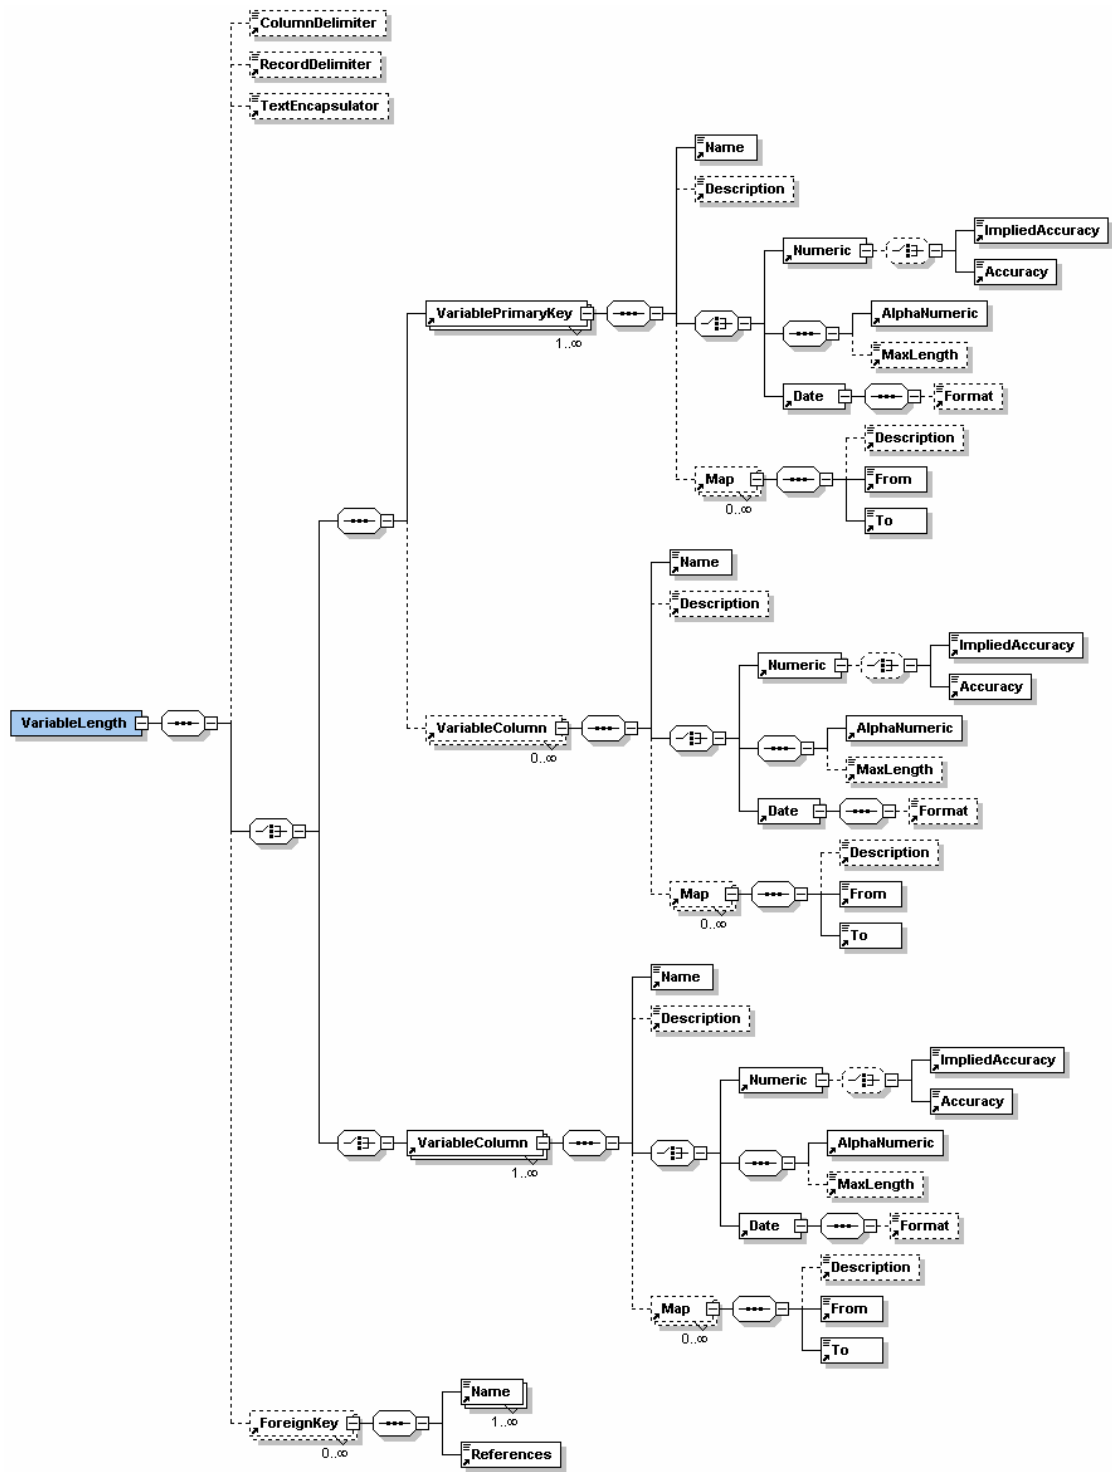 ColumnDelimiter
RecordDelimiter
TextEncapsulator
Name
Description
ImpliedAccuracy
Numeric
Accuracy
VariablePrimaryKey
AlphaNumeric
1..∞
MaxLength
Date
Format
Description
Map
From
0..∞
To
Name
Description
ImpliedAccuracy
Numeric
Accuracy
VariableLength
VariableColumn
AlphaNumeric
0..∞
MaxLength
Date
Format
Description
Map
From
0..∞
To
Name
Description
ImpliedAccuracy
Numeric
Accuracy
VariableColumn
AlphaNumeric
1..∞
MaxLength
Date
Format
Description
Map
From
0..∞
To
Name
ForeignKey
1..∞
0..∞
References